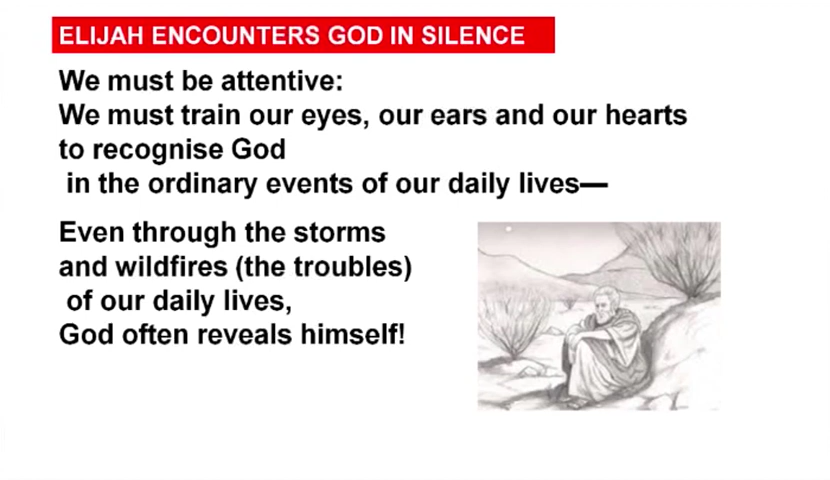 ELIJAH ENCOUNTERS GOD IN SILENCE
We must be attentive:
We must train our eyes, our ears and our hearts
to recognise God
in the ordinary events of our daily lives—
Even through the storms
and wildfires (the troubles)
of our daily lives,
God often reveals himself!